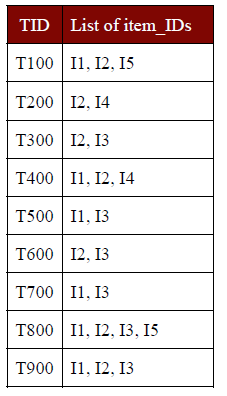 TID List of item_IDs
T100 I1, I2, I5
T200 I2, I4
T300 I2, I3
T400 I1, I2, I4
T500 I1, I3
T600 I2, I3
T700 I1, I3
T800 I1, I2, I3, I5
T900 I1, I2, I3